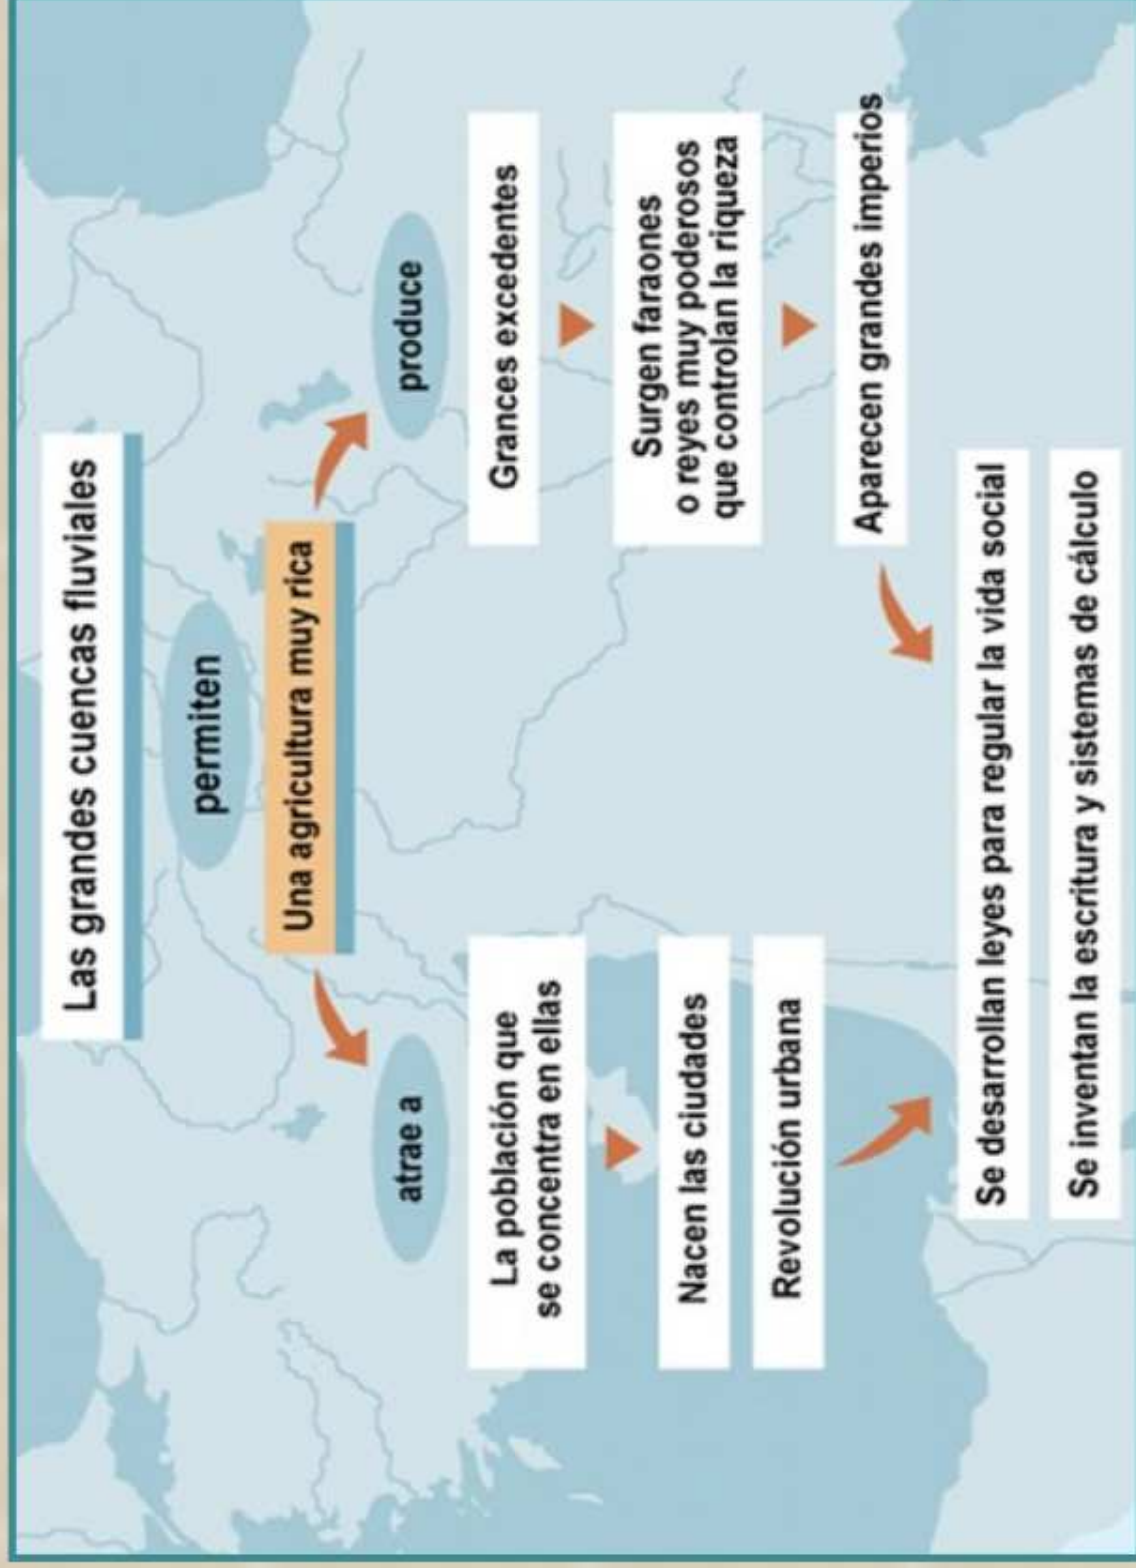 Las grandes cuencas fluviales
permiten
Una agricultura muy rica
atrae a
La población que
se concentra en ellas
Nacen las ciudades
Revolución urbana
produce
Grances excedentes
Surgen faraones
o reyes muy poderosos
que controlan la riqueza
Aparecen grandes imperios
Se desarrollan leyes para regular la vida social
Se inventan la escritura y sistemas de cálculo